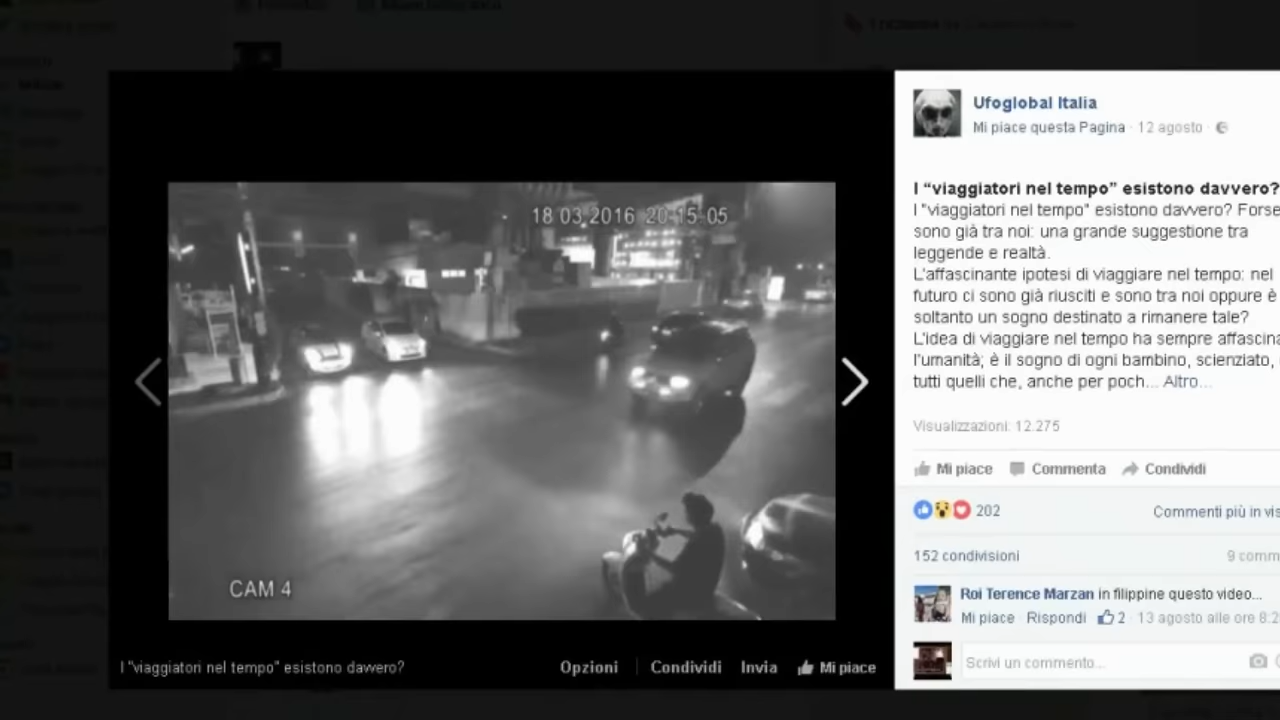 Ufoglobal Italia
Mi piace questa Pagina · 12 agosto ·
18 03 2016 20-15-05
CAM 4
I "viaggiatori nel tempo" esistono davvero?
Opzioni
Condividi
Invia
Mi piace
I “viaggiatori nel tempo” esistono davvero?
I "viaggiatori nel tempo" esistono davvero? Forse
sono già tra noi: una grande suggestione tra
leggende e realtà.
L'affascinante ipotesi di viaggiare nel tempo: nel
futuro ci sono già riusciti e sono tra noi oppure è
soltanto un sogno destinato a rimanere tale?
L'idea di viaggiare nel tempo ha sempre affascina
l'umanità; è il sogno di ogni bambino, scienziato,
tutti quelli che, anche per poch... Altro...
Visualizzazioni: 12.275
Mi piace Commenta Condividi
202 Commenti più in vis
152 condivisioni 9 comm
Roi Terence Marzan in filippine questo video...
Mi piace Rispondi 2 · 13 agosto alle ore 8.2
Scrivi un commento...